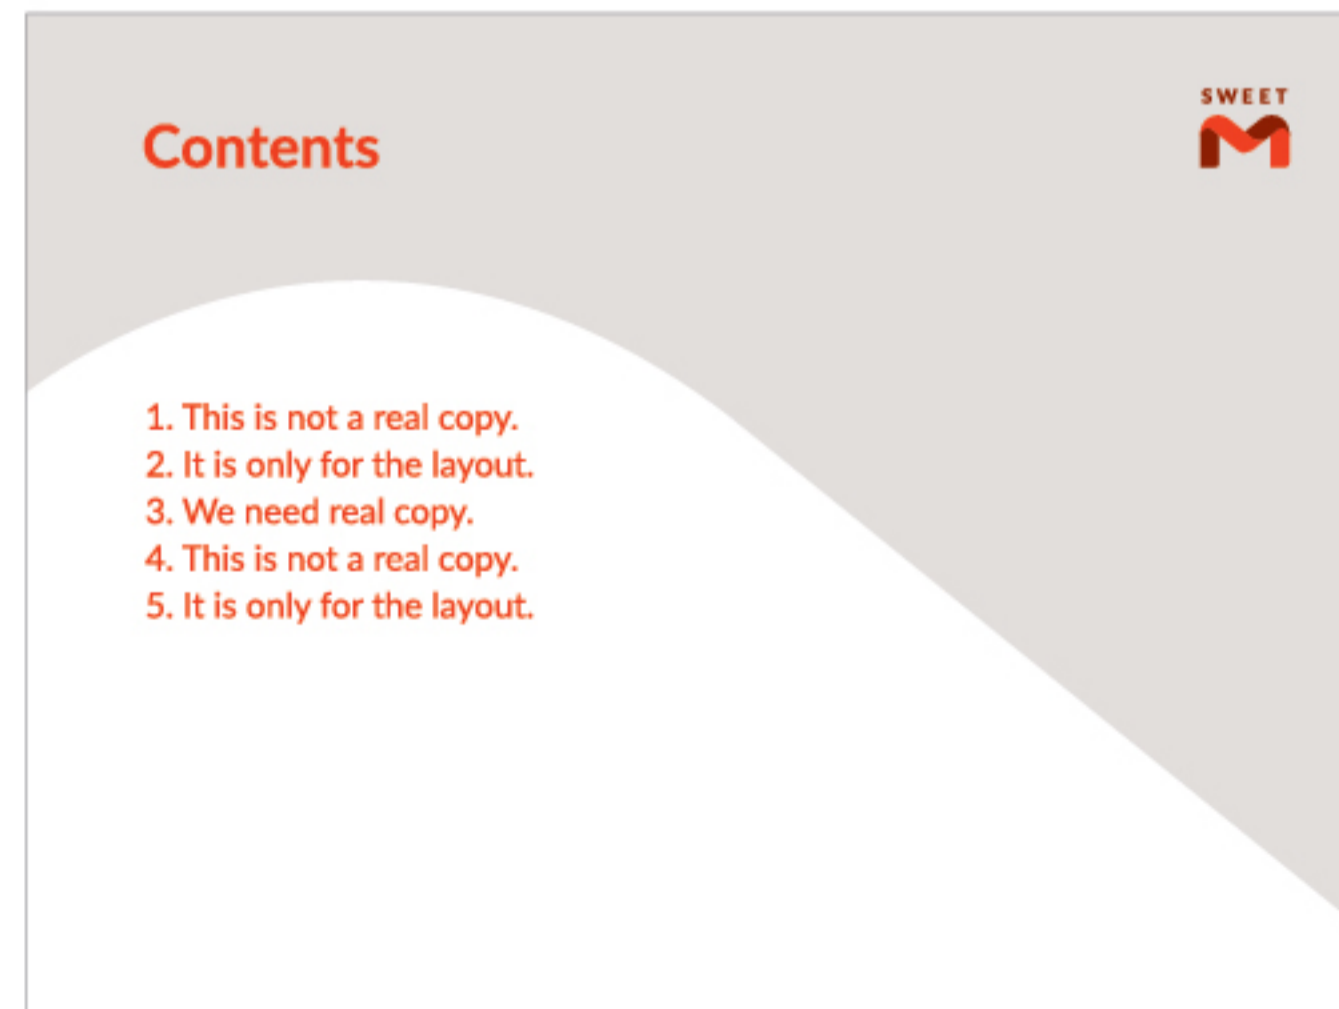 SWEET
M
Contents
1. This is not a real copy.
2. It is only for the layout.
3. We need real copy.
4. This is not a real copy.
5. It is only for the layout.